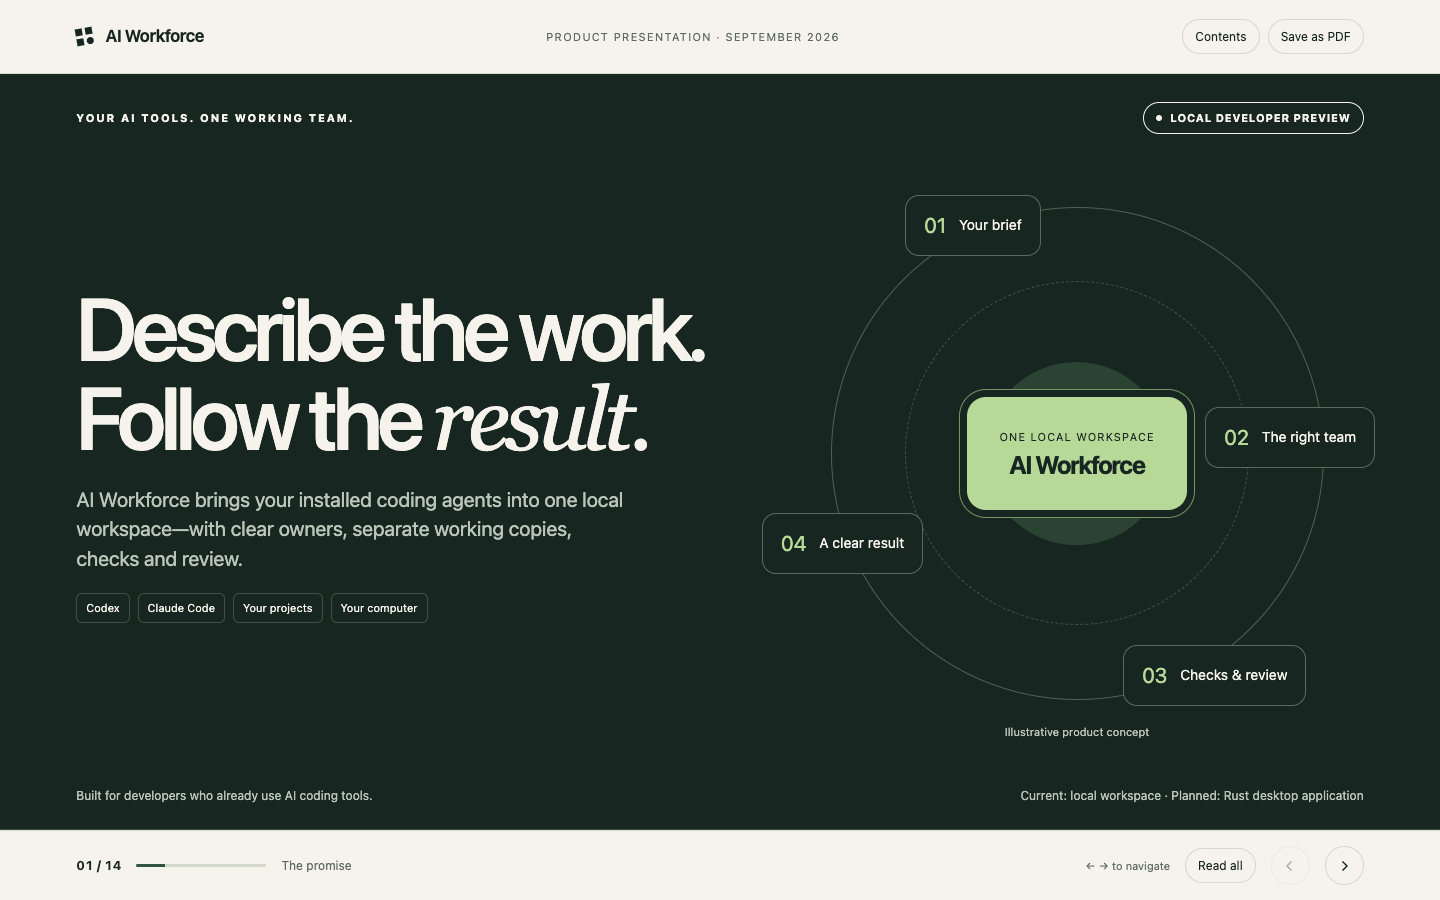 AI Workforce
PRODUCT PRESENTATION · SEPTEMBER 2026
Contents
Save as PDF
YOUR AI TOOLS. ONE WORKING TEAM.
LOCAL DEVELOPER PREVIEW
Describe the work.
Follow the result.
AI Workforce brings your installed coding agents into one local
workspace—with clear owners, separate working copies,
checks and review.
Codex
Claude Code
Your projects
Your computer
01 Your brief
ONE LOCAL WORKSPACE
AI Workforce
02 The right team
04 A clear result
03 Checks & review
Illustrative product concept
Built for developers who already use AI coding tools.
Current: local workspace · Planned: Rust desktop application
01 / 14
The promise
← → to navigate
Read all